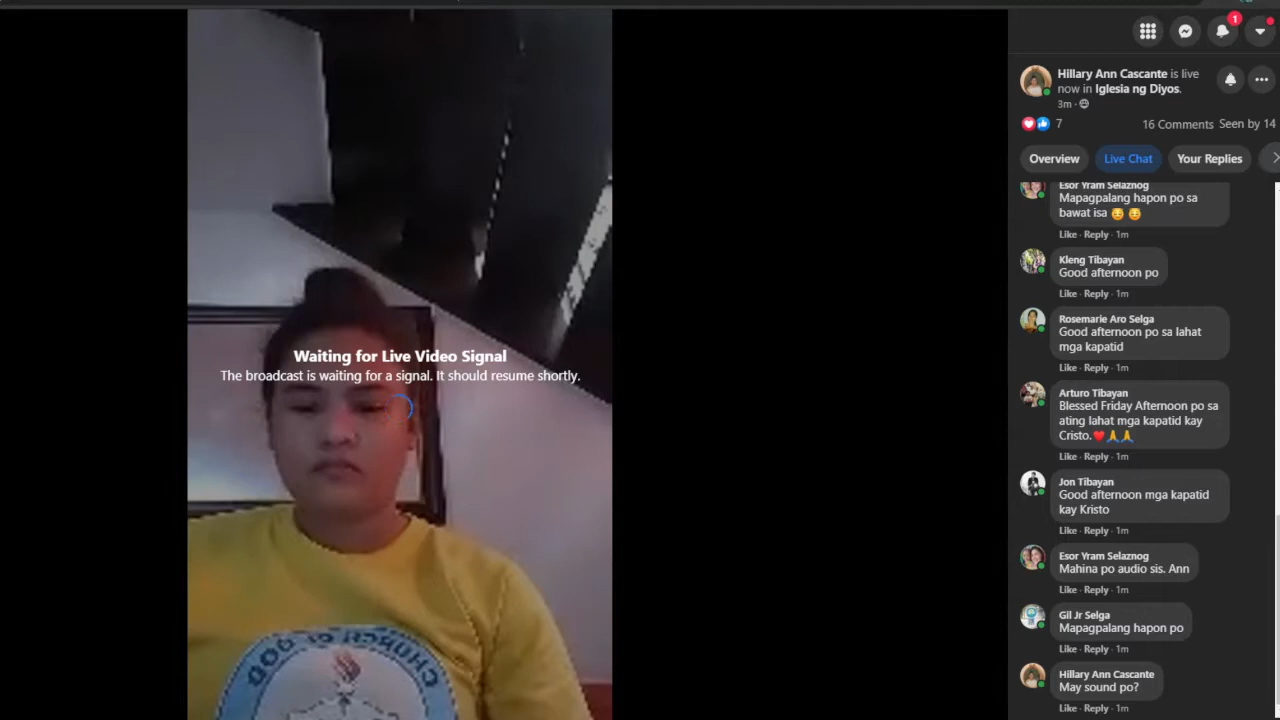 1
Hillary Ann Cascante is live
now in Iglesia ng Diyos.
3m
7
16 Comments Seen by 14
Overview
Live Chat
Your Replies
Esor Yram Selaznog
Mapagpalang hapon po sa
bawat isa ☺️ ☺️
Like · Reply · 1m
Kleng Tibayan
Good afternoon po
Like · Reply · 1m
Rosemarie Aro Selga
Good afternoon po sa lahat
mga kapatid
Like · Reply · 1m
Arturo Tibayan
Blessed Friday Afternoon po sa
ating lahat mga kapatid kay
Cristo.❤️🙏🙏
Like · Reply · 1m
Jon Tibayan
Good afternoon mga kapatid
kay Kristo
Like · Reply · 1m
Esor Yram Selaznog
Mahina po audio sis. Ann
Like · Reply · 1m
Gil Jr Selga
Mapagpalang hapon po
Like · Reply · 1m
Hillary Ann Cascante
May sound po?
Like · Reply · 1m
Waiting for Live Video Signal
The broadcast is waiting for a signal. It should resume shortly.
CHURCH OF GOD